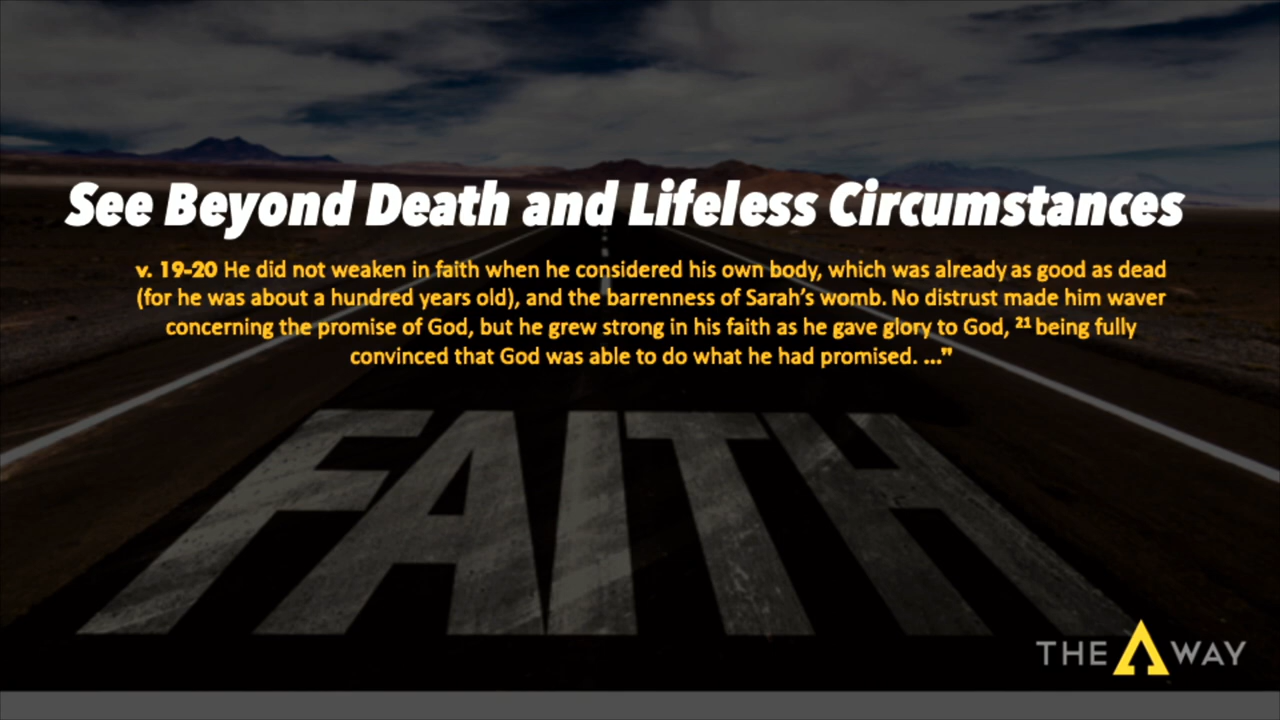 See Beyond Death and Lifeless Circumstances
v. 19-20 He did not weaken in faith when he considered his own body, which was already as good as dead
(for he was about a hundred years old), and the barrenness of Sarah’s womb. No distrust made him waver
concerning the promise of God, but he grew strong in his faith as he gave glory to God, ²¹ being fully
convinced that God was able to do what he had promised. ...”
FAITH
THE WAY